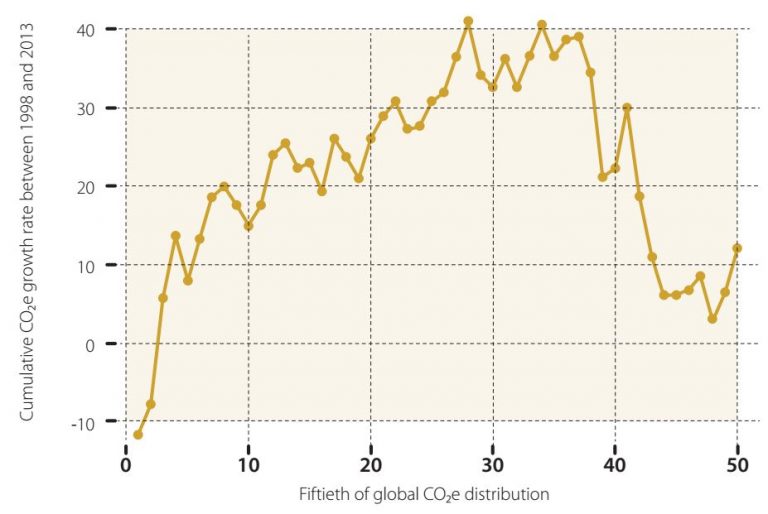 Cumulative CO₂e growth rate between 1998 and 2013
40
30
20
10
0
-10
0 10 20 30 40 50
Fiftieth of global CO₂e distribution